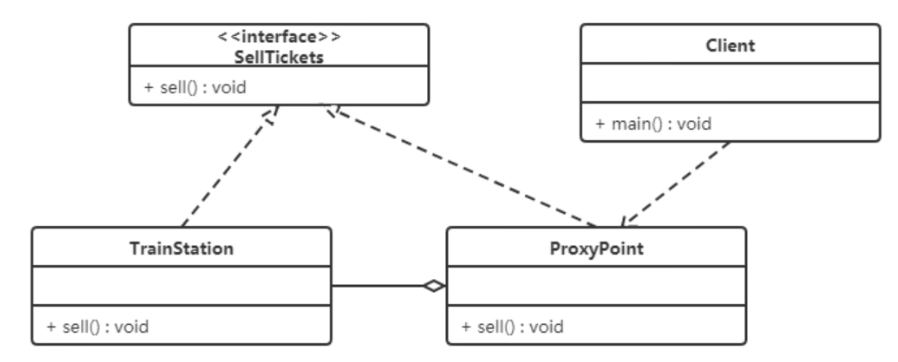 <<interface>>
SellTickets
+ sell() : void
Client
+ main() : void
TrainStation
+ sell() : void
ProxyPoint
+ sell() : void